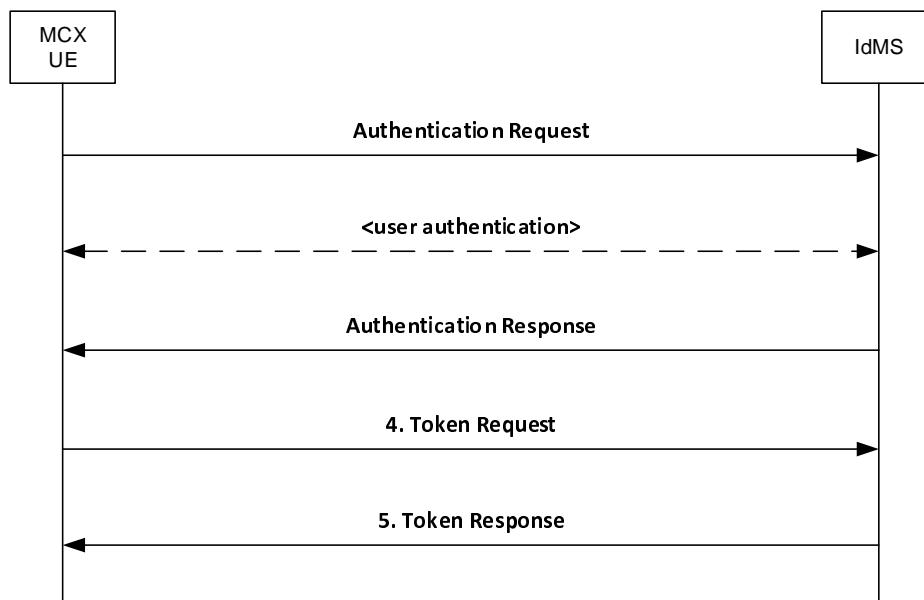 MCX
UE
IdMS
Authentication Request
<user authentication>
Authentication Response
4. Token Request
5. Token Response